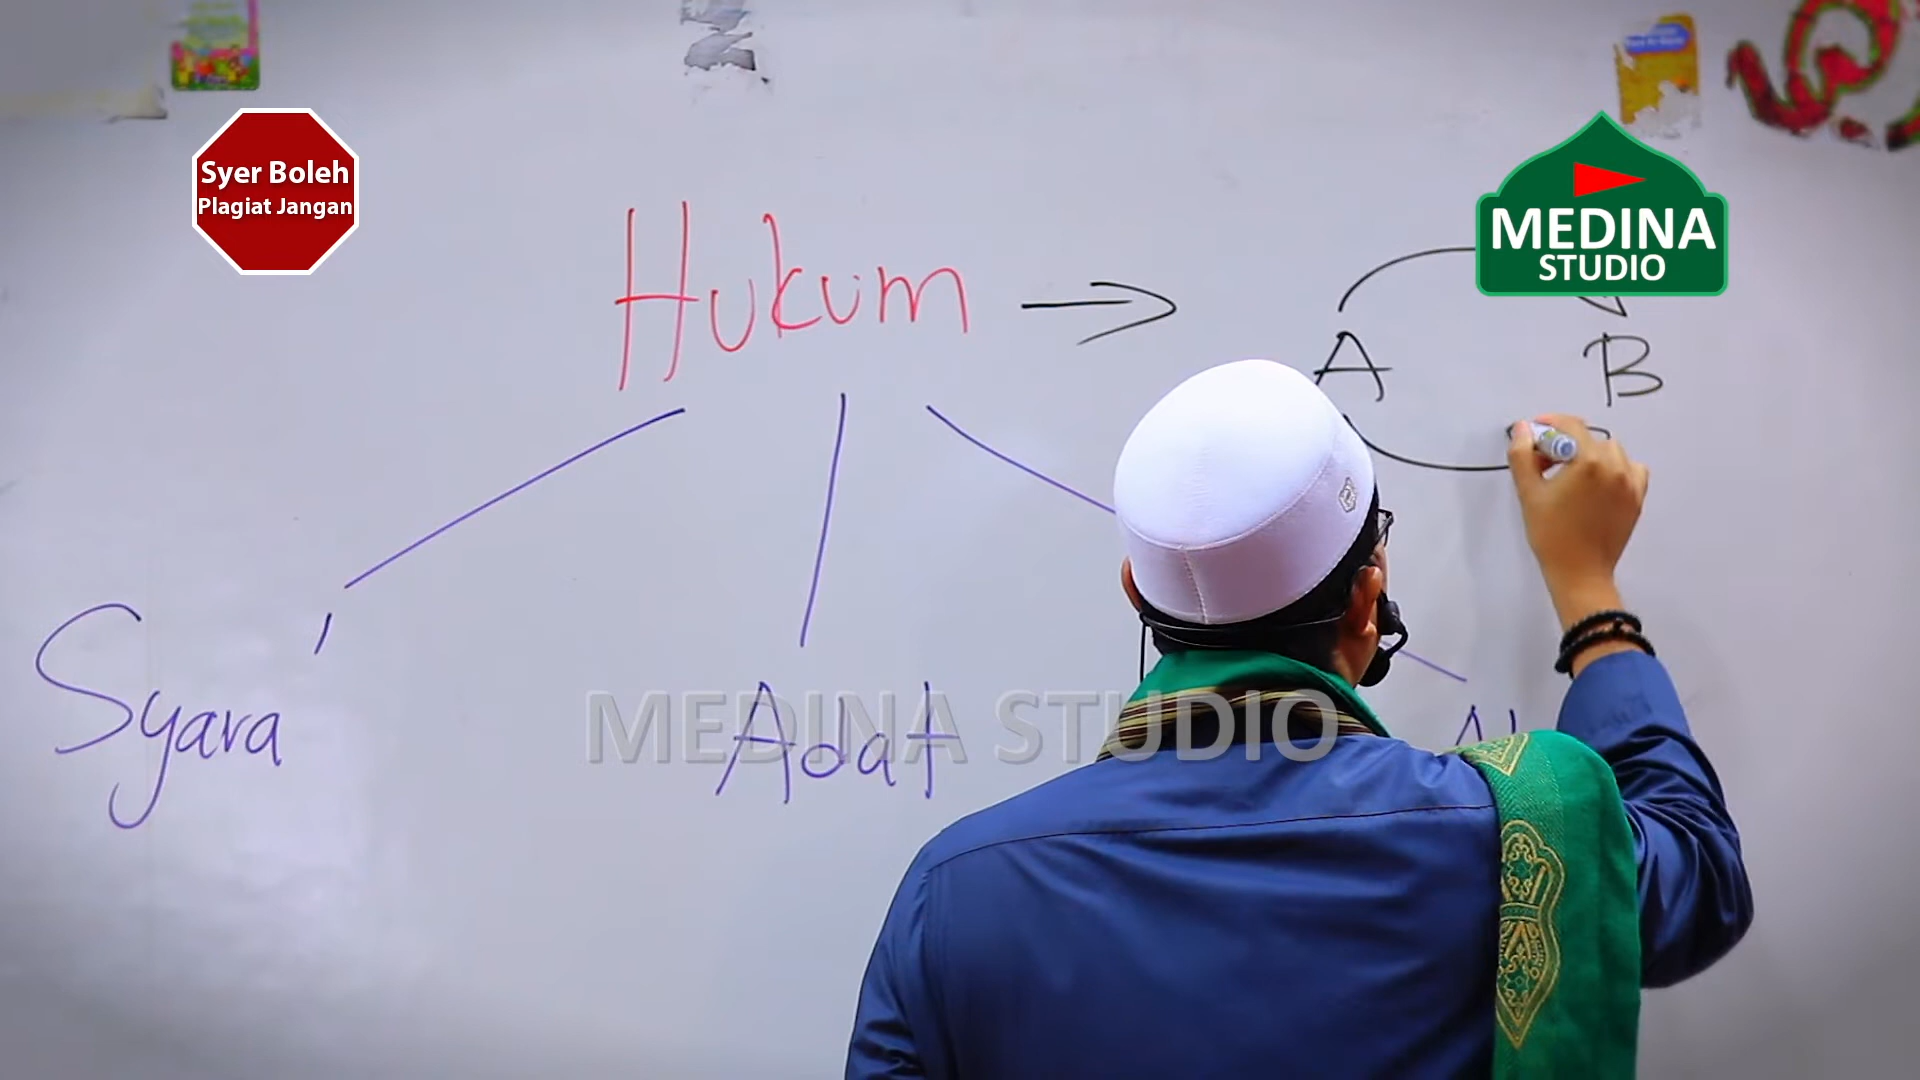 Syer Boleh
Plagiat Jangan
MEDINA
STUDIO
Hukum →
A
B
Syara'
Adat
MEDINA STUDIO